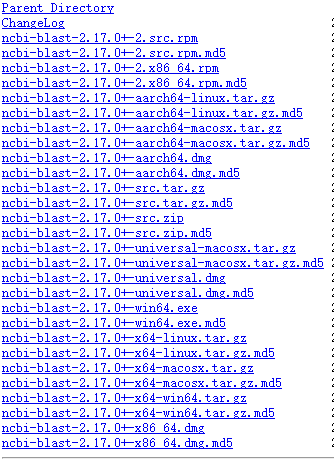 Parent Directory
ChangeLog
ncbi-blast-2.17.0+-2.src.rpm
ncbi-blast-2.17.0+-2.src.rpm.md5
ncbi-blast-2.17.0+-2.x86_64.rpm
ncbi-blast-2.17.0+-2.x86_64.rpm.md5
ncbi-blast-2.17.0+-aarch64-linux.tar.gz
ncbi-blast-2.17.0+-aarch64-linux.tar.gz.md5
ncbi-blast-2.17.0+-aarch64-macosx.tar.gz
ncbi-blast-2.17.0+-aarch64-macosx.tar.gz.md5
ncbi-blast-2.17.0+-aarch64.dmg
ncbi-blast-2.17.0+-aarch64.dmg.md5
ncbi-blast-2.17.0+-src.tar.gz
ncbi-blast-2.17.0+-src.tar.gz.md5
ncbi-blast-2.17.0+-src.zip
ncbi-blast-2.17.0+-src.zip.md5
ncbi-blast-2.17.0+-universal-macosx.tar.gz
ncbi-blast-2.17.0+-universal-macosx.tar.gz.md5
ncbi-blast-2.17.0+-universal.dmg
ncbi-blast-2.17.0+-universal.dmg.md5
ncbi-blast-2.17.0+-win64.exe
ncbi-blast-2.17.0+-win64.exe.md5
ncbi-blast-2.17.0+-x64-linux.tar.gz
ncbi-blast-2.17.0+-x64-linux.tar.gz.md5
ncbi-blast-2.17.0+-x64-macosx.tar.gz
ncbi-blast-2.17.0+-x64-macosx.tar.gz.md5
ncbi-blast-2.17.0+-x64-win64.tar.gz
ncbi-blast-2.17.0+-x64-win64.tar.gz.md5
ncbi-blast-2.17.0+-x86_64.dmg
ncbi-blast-2.17.0+-x86_64.dmg.md5